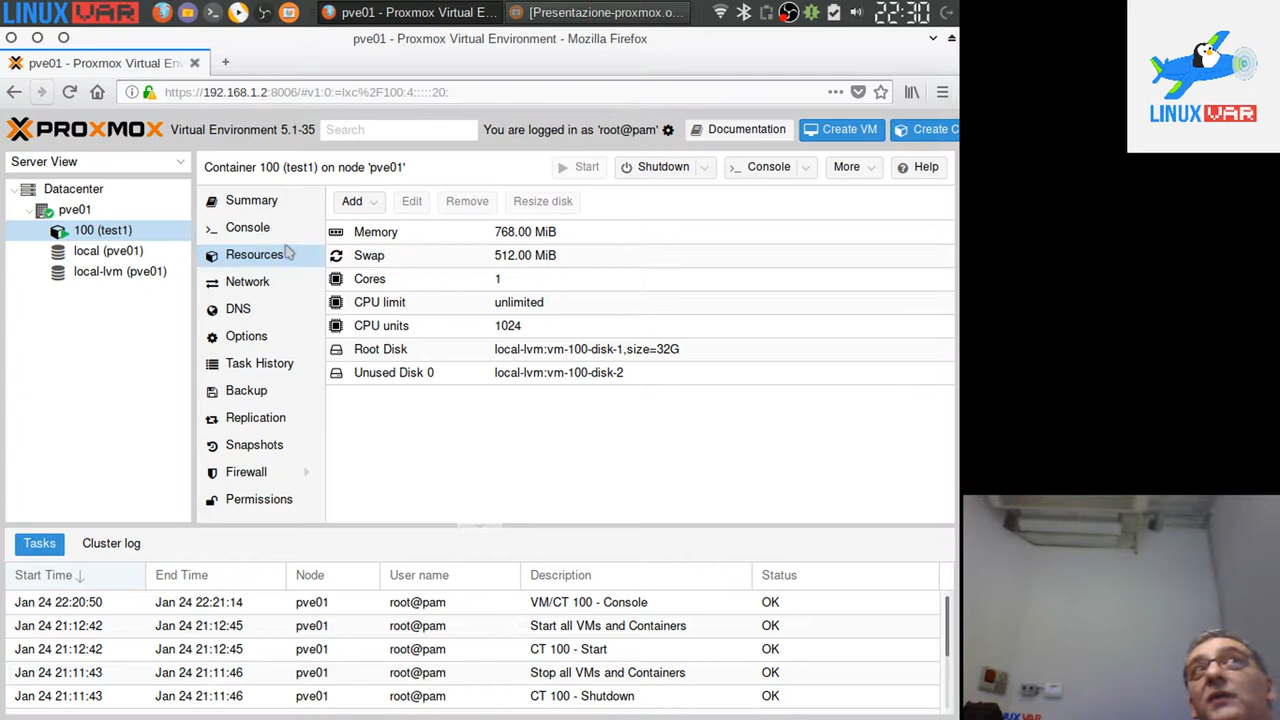 LINUX VAR
pve01 - Proxmox Virtual E...
[Presentazione-proxmox.o...
22:30
pve01 - Proxmox Virtual Environment - Mozilla Firefox
pve01 - Proxmox Virtual En
https://192.168.1.2:8006/#v1:0:=lxc%2F100:4:::::20:
PROXMOX Virtual Environment 5.1-35 Search You are logged in as 'root@pam' Documentation Create VM Create C
Server View
Datacenter
pve01
100 (test1)
local (pve01)
local-lvm (pve01)
Container 100 (test1) on node 'pve01' Start Shutdown Console More Help
Summary
Console
Resources
Network
DNS
Options
Task History
Backup
Replication
Snapshots
Firewall
Permissions
Add Edit Remove Resize disk
Memory 768.00 MiB
Swap 512.00 MiB
Cores 1
CPU limit unlimited
CPU units 1024
Root Disk local-lvm:vm-100-disk-1,size=32G
Unused Disk 0 local-lvm:vm-100-disk-2
Tasks Cluster log
Start Time End Time Node User name Description Status
Jan 24 22:20:50 Jan 24 22:21:14 pve01 root@pam VM/CT 100 - Console OK
Jan 24 21:12:42 Jan 24 21:12:45 pve01 root@pam Start all VMs and Containers OK
Jan 24 21:12:42 Jan 24 21:12:45 pve01 root@pam CT 100 - Start OK
Jan 24 21:11:43 Jan 24 21:11:46 pve01 root@pam Stop all VMs and Containers OK
Jan 24 21:11:43 Jan 24 21:11:46 pve01 root@pam CT 100 - Shutdown OK
LINUX VAR
LINUX VAR